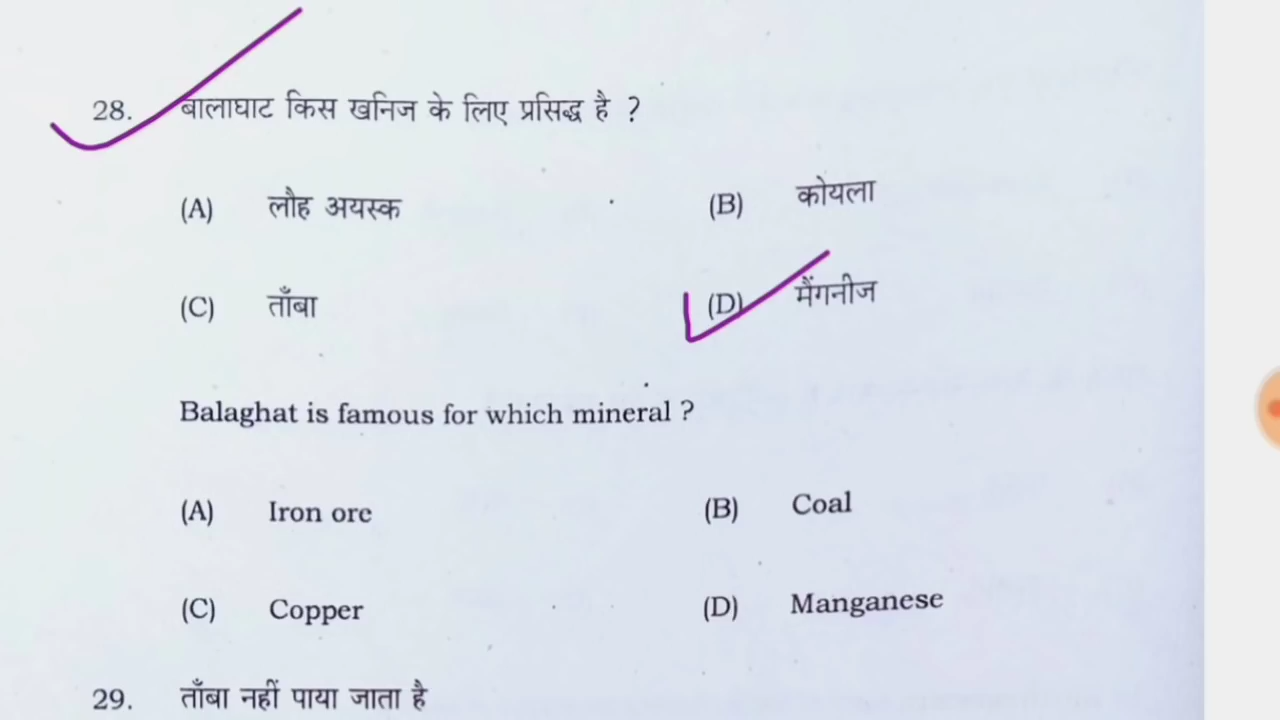 28. बालाघाट किस खनिज के लिए प्रसिद्ध है ?
(A) लौह अयस्क (B) कोयला
(C) ताँबा (D) मैंगनीज
Balaghat is famous for which mineral ?
(A) Iron ore (B) Coal
(C) Copper (D) Manganese
29. ताँबा नहीं पाया जाता है